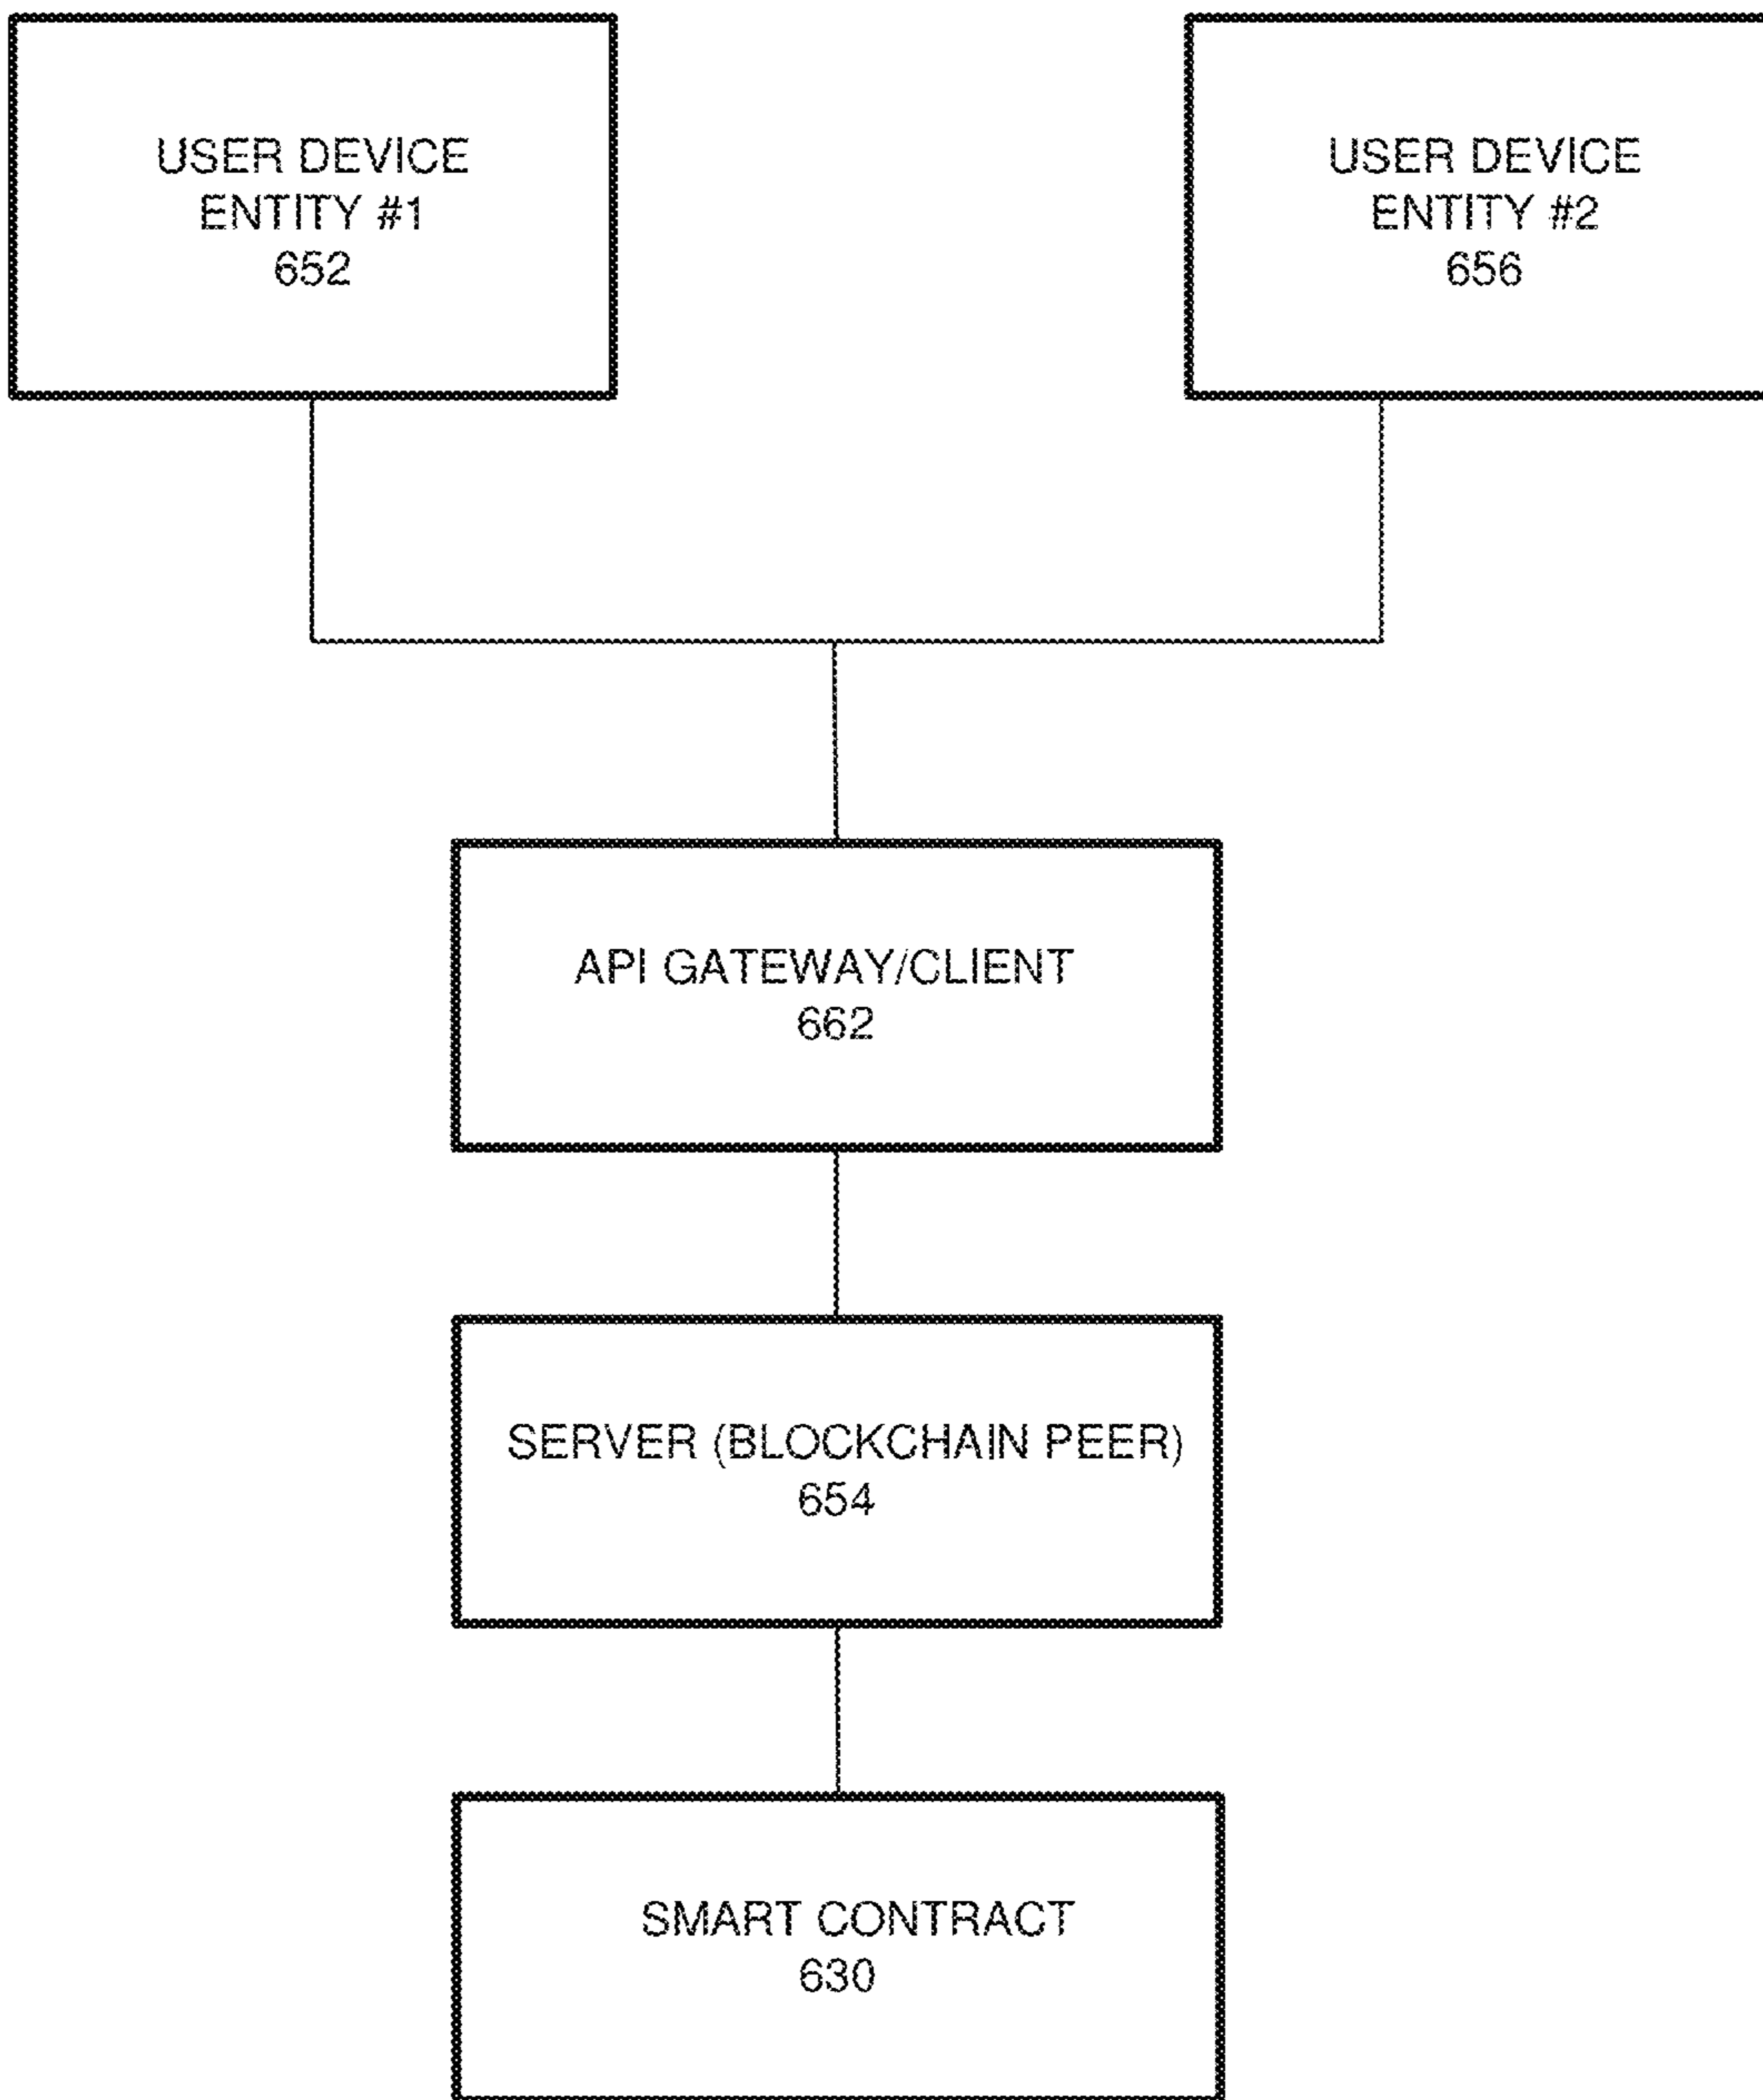 USER DEVICE
ENTITY #1
652
USER DEVICE
ENTITY #2
656
API GATEWAY/CLIENT
662
SERVER (BLOCKCHAIN PEER)
654
SMART CONTRACT
630